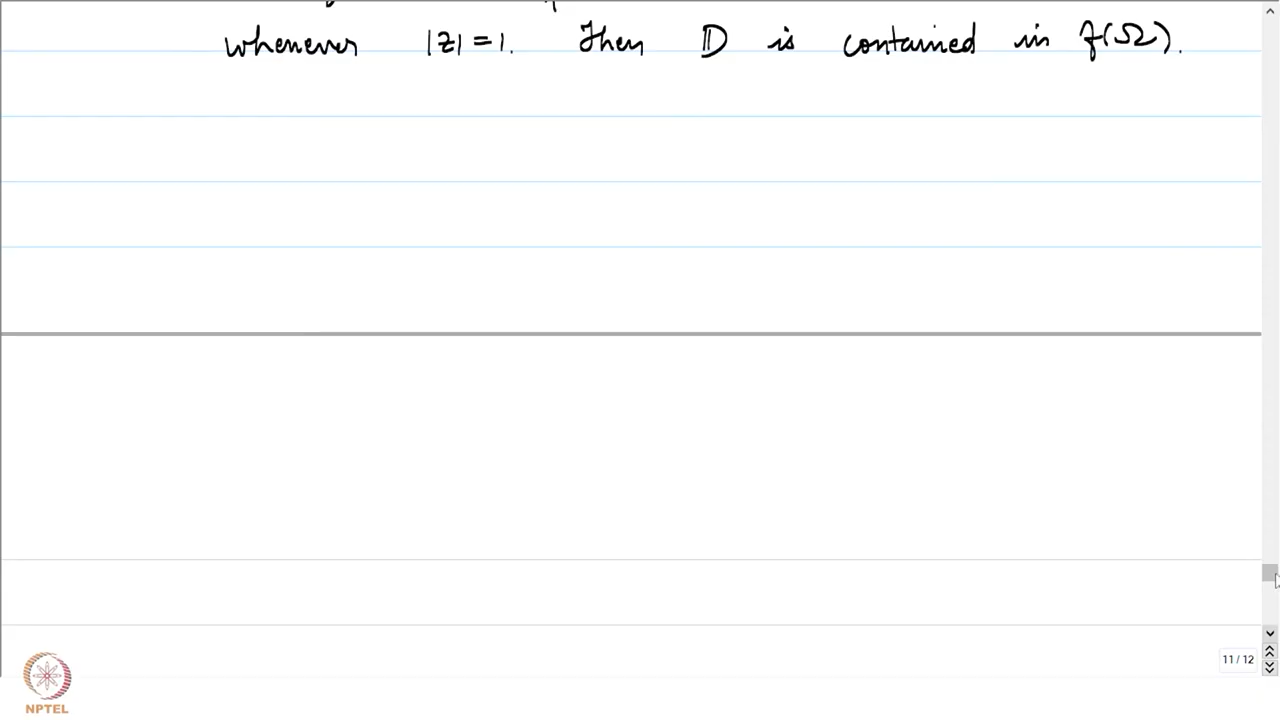 whenever |z| = 1. Then 𝔻 is contained in f(Ω).
11 / 12
NPTEL